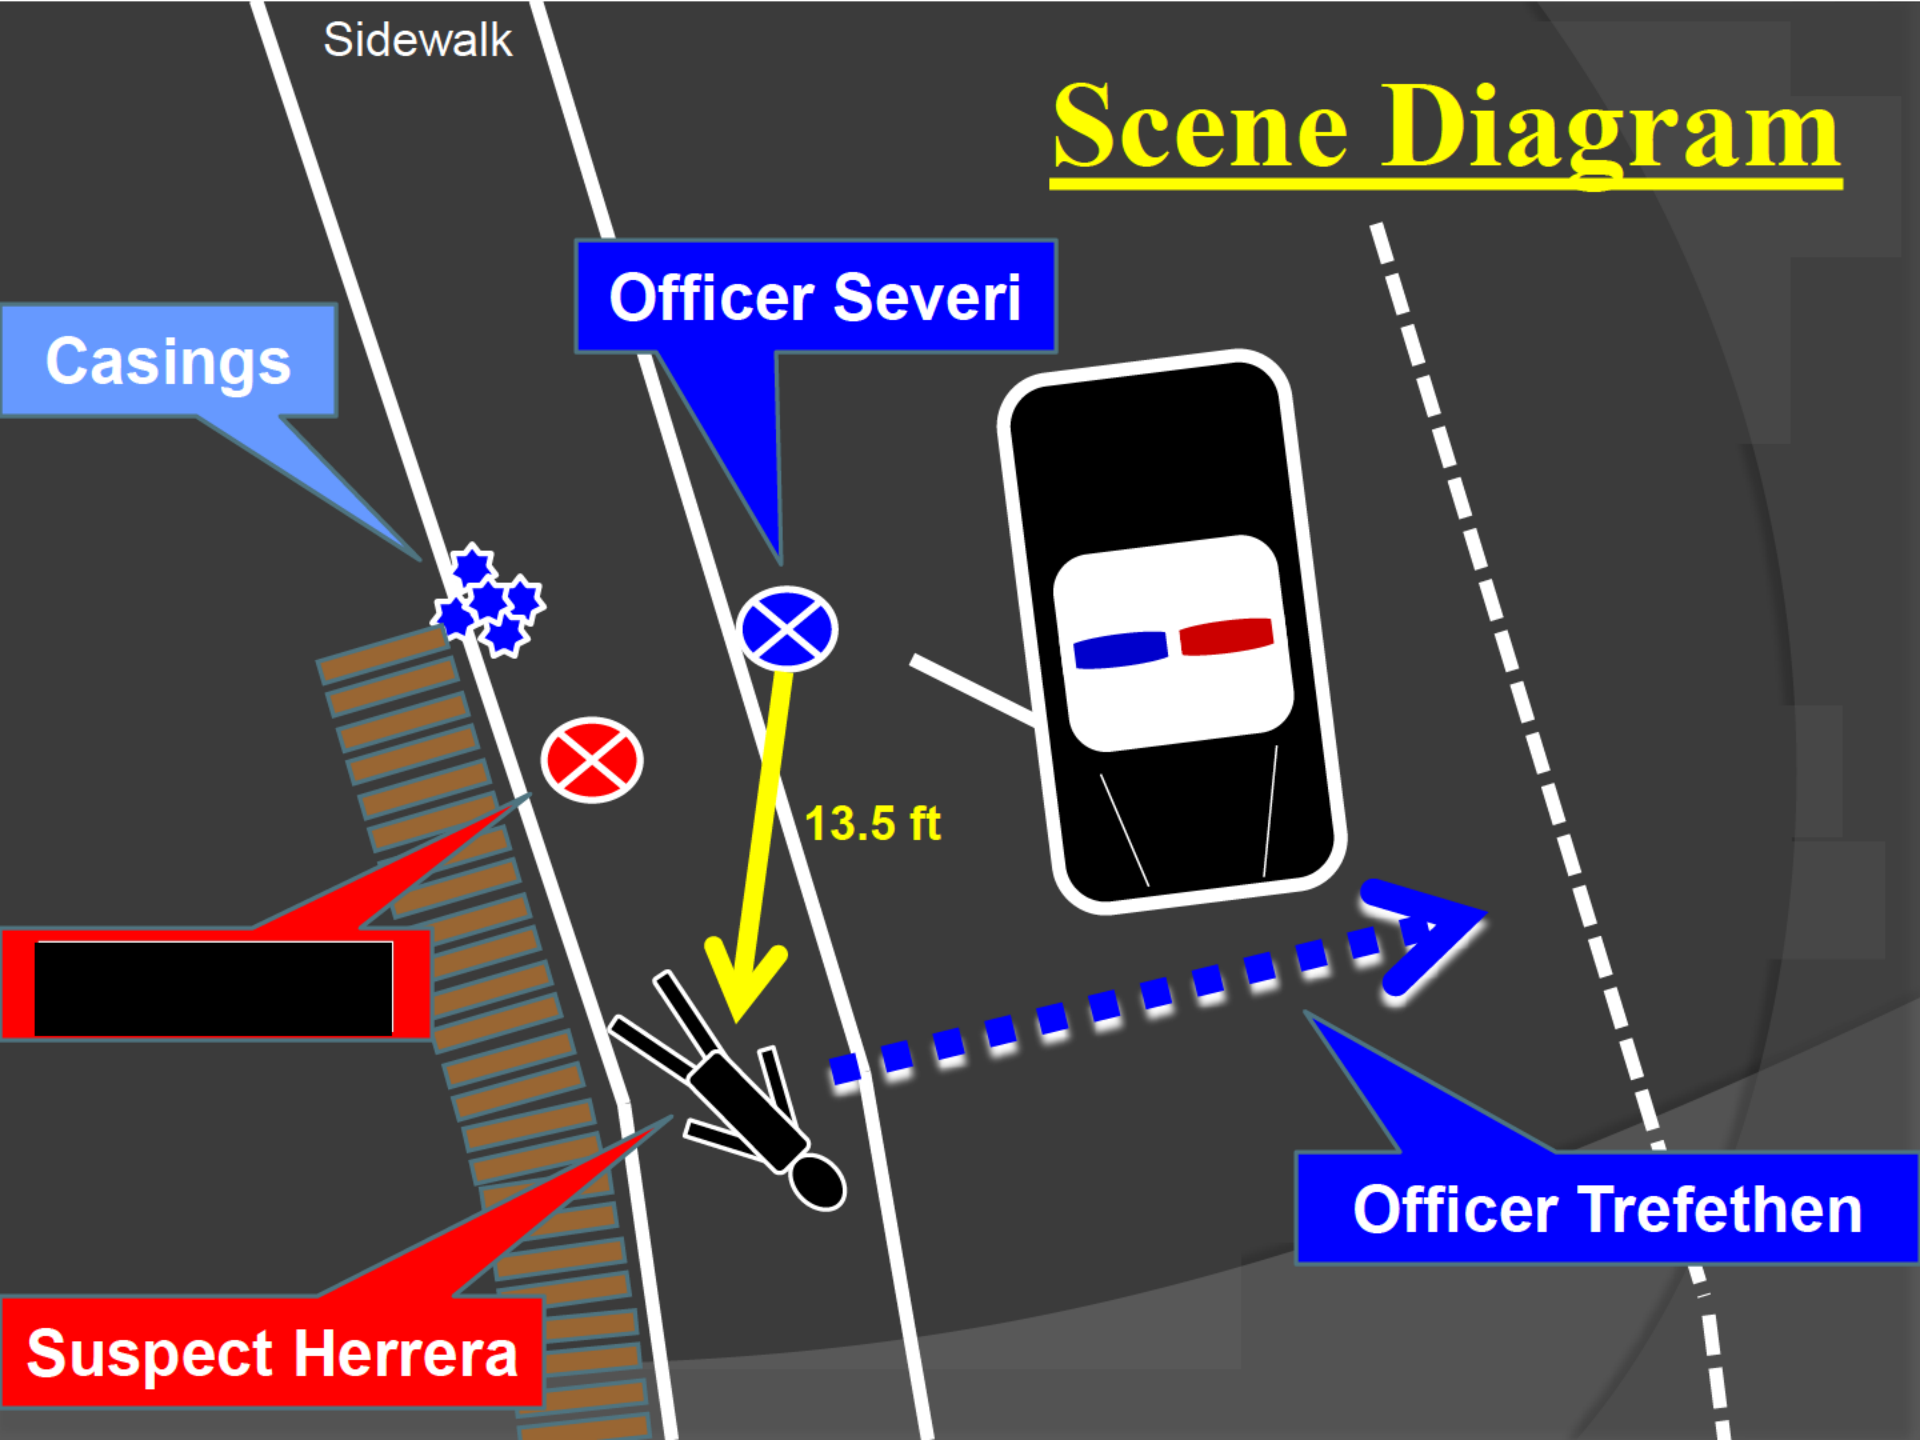 Sidewalk
Scene Diagram
Officer Severi
Casings
13.5 ft
Officer Trefethen
Suspect Herrera